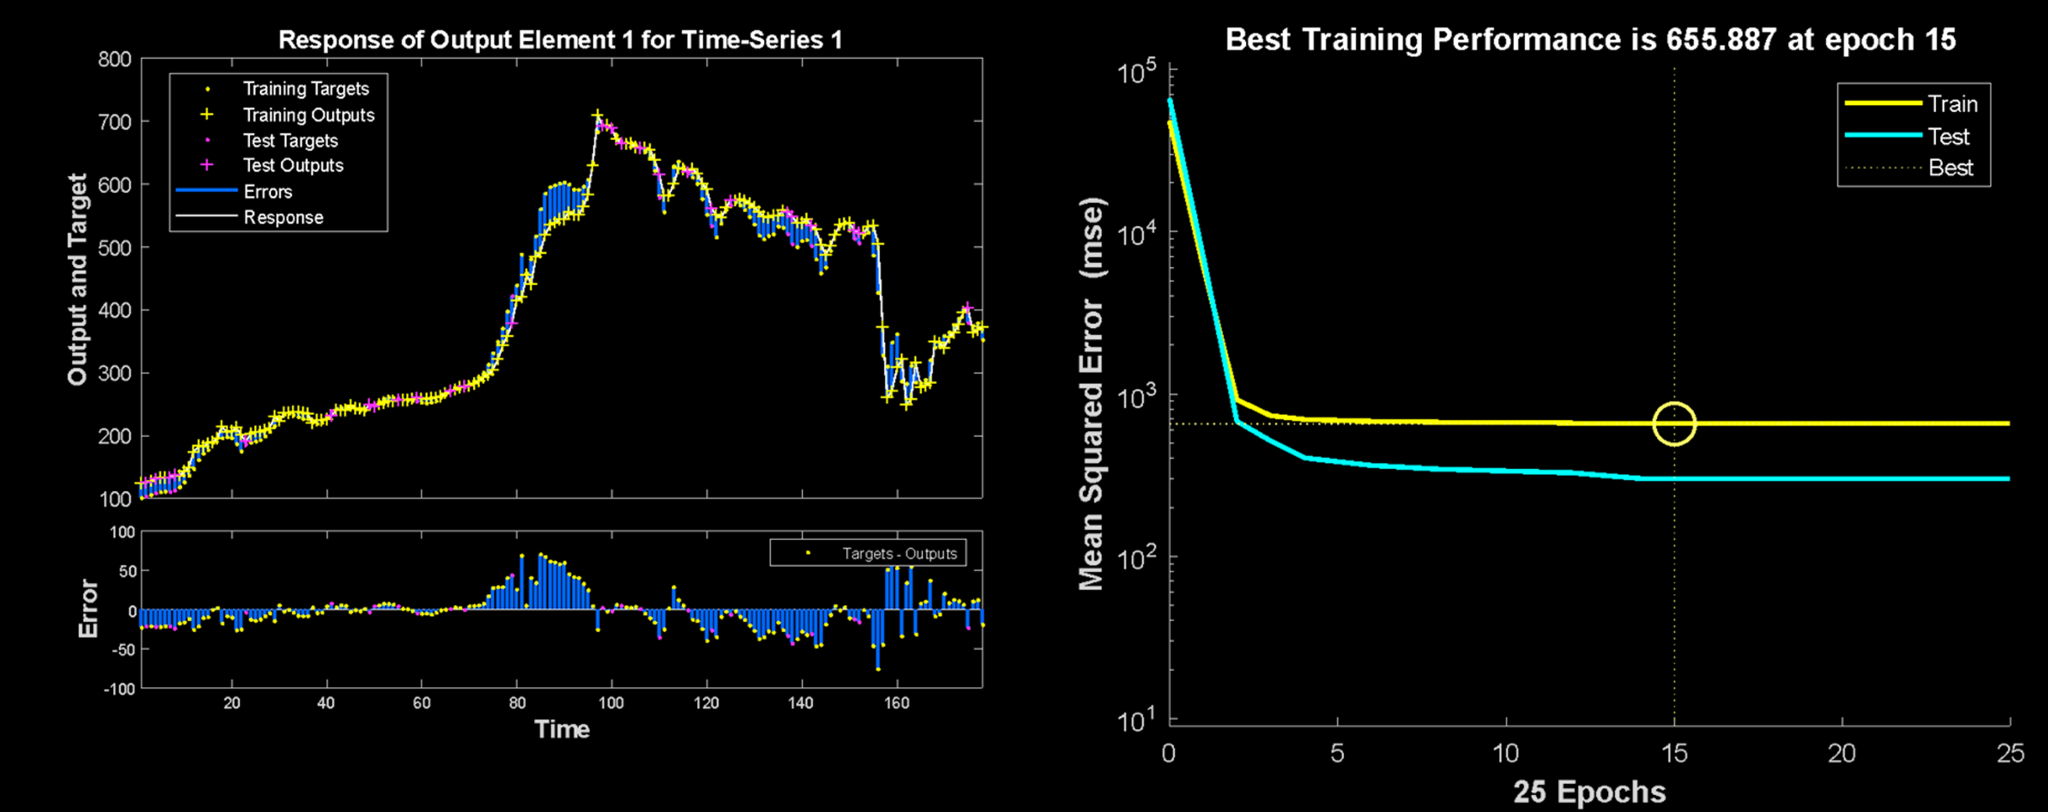 Response of Output Element 1 for Time-Series 1
800
700
600
500
400
300
200
100
Output and Target
Training Targets
Training Outputs
Test Targets
Test Outputs
Errors
Response
100
50
0
-50
-100
Error
Targets - Outputs
20 40 60 80 100 120 140 160
Time
Best Training Performance is 655.887 at epoch 15
10^5
10^4
10^3
10^2
10^1
Mean Squared Error (mse)
Train
Test
Best
0 5 10 15 20 25
25 Epochs